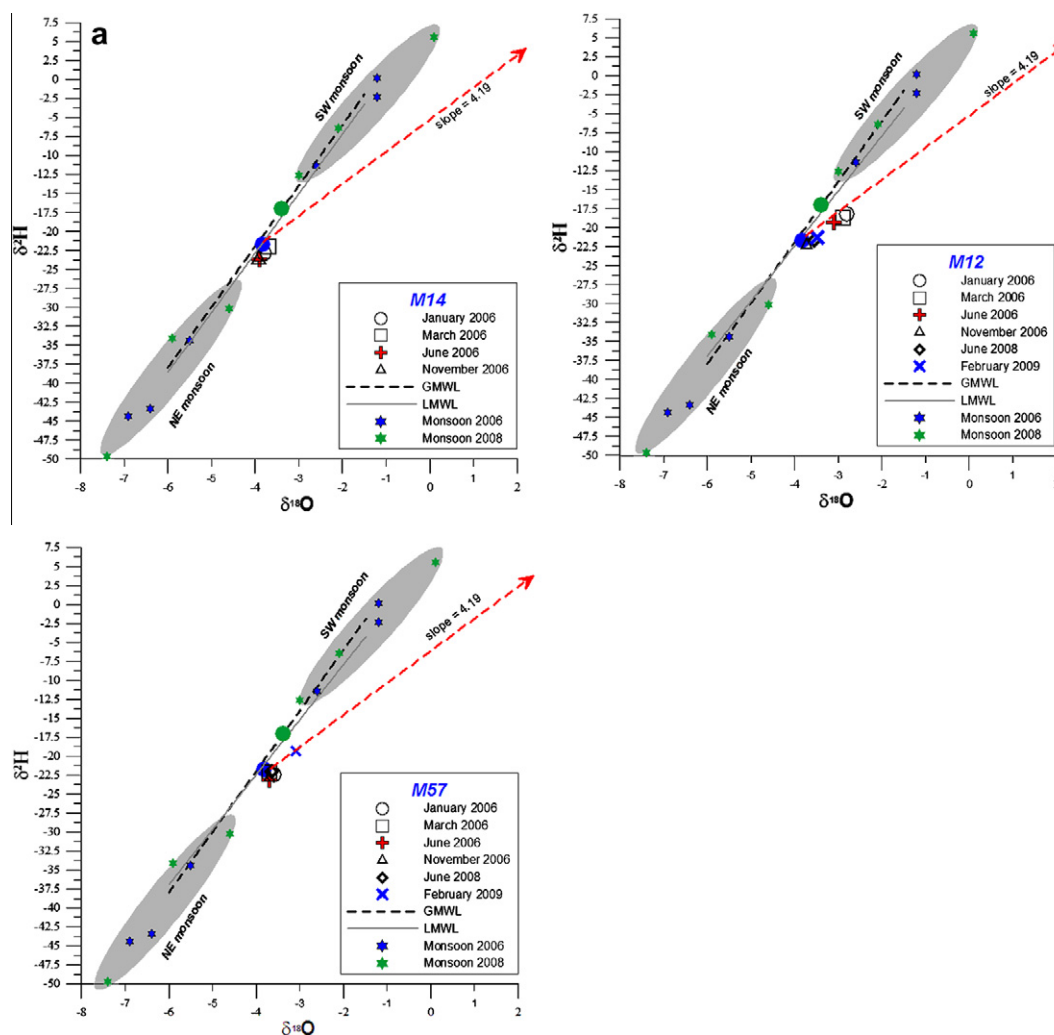 a
7.5
5
2.5
0
-2.5
-5
-7.5
-10
-12.5
-15
-17.5
-20
-22.5
-25
-27.5
-30
-32.5
-35
-37.5
-40
-42.5
-45
-47.5
-50
δ²H
-8 -7 -6 -5 -4 -3 -2 -1 0 1 2
δ¹⁸O
SW monsoon
NE monsoon
slope = 4.19
M14
January 2006
March 2006
June 2006
November 2006
GMWL
LMWL
Monsoon 2006
Monsoon 2008
7.5
5
2.5
0
-2.5
-5
-7.5
-10
-12.5
-15
-17.5
-20
-22.5
-25
-27.5
-30
-32.5
-35
-37.5
-40
-42.5
-45
-47.5
-50
δ²H
-8 -7 -6 -5 -4 -3 -2 -1 0 1 2
δ¹⁸O
SW monsoon
NE monsoon
slope = 4.19
M12
January 2006
March 2006
June 2006
November 2006
June 2008
February 2009
GMWL
LMWL
Monsoon 2006
Monsoon 2008
7.5
5
2.5
0
-2.5
-5
-7.5
-10
-12.5
-15
-17.5
-20
-22.5
-25
-27.5
-30
-32.5
-35
-37.5
-40
-42.5
-45
-47.5
-50
δ²H
-8 -7 -6 -5 -4 -3 -2 -1 0 1 2
δ¹⁸O
SW monsoon
NE monsoon
slope = 4.19
M57
January 2006
March 2006
June 2006
November 2006
June 2008
February 2009
GMWL
LMWL
Monsoon 2006
Monsoon 2008